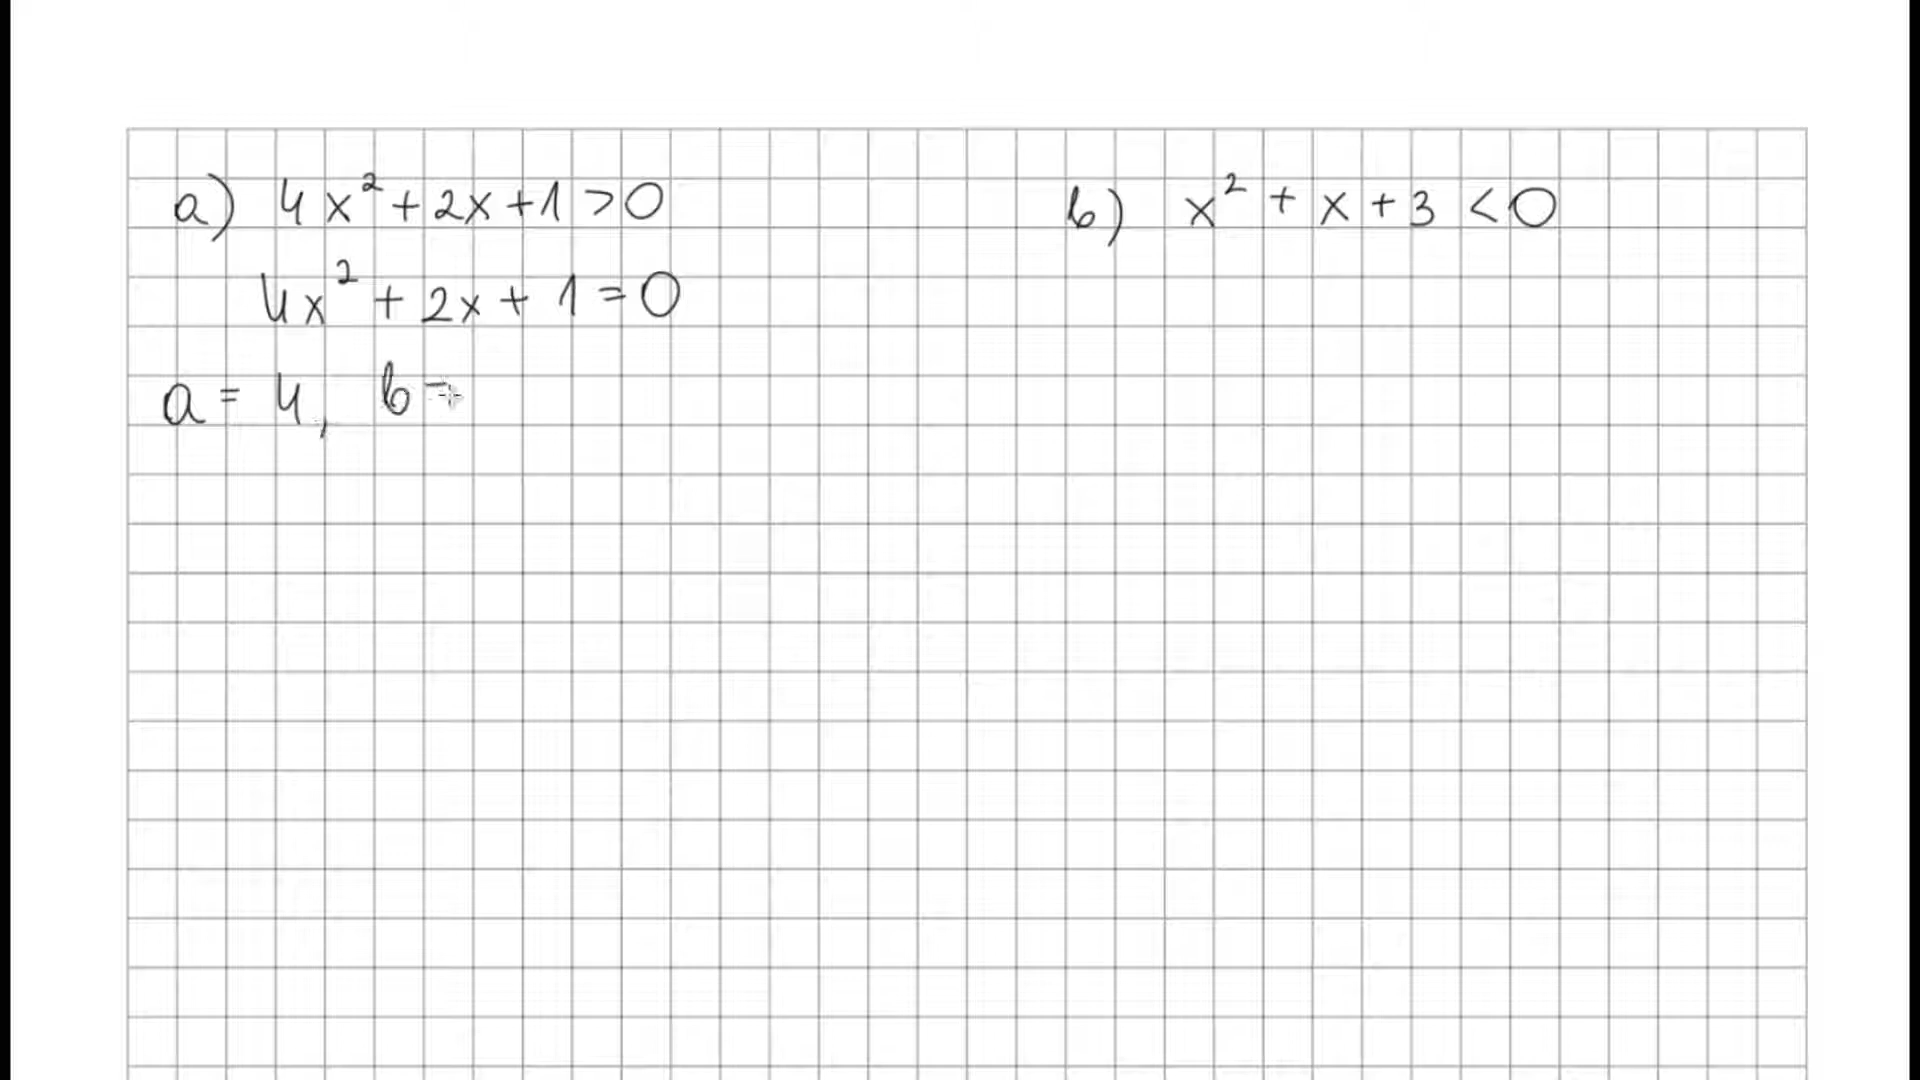 a) 4x² + 2x + 1 > 0
4x² + 2x + 1 = 0
a = 4, b =
b) x² + x + 3 < 0